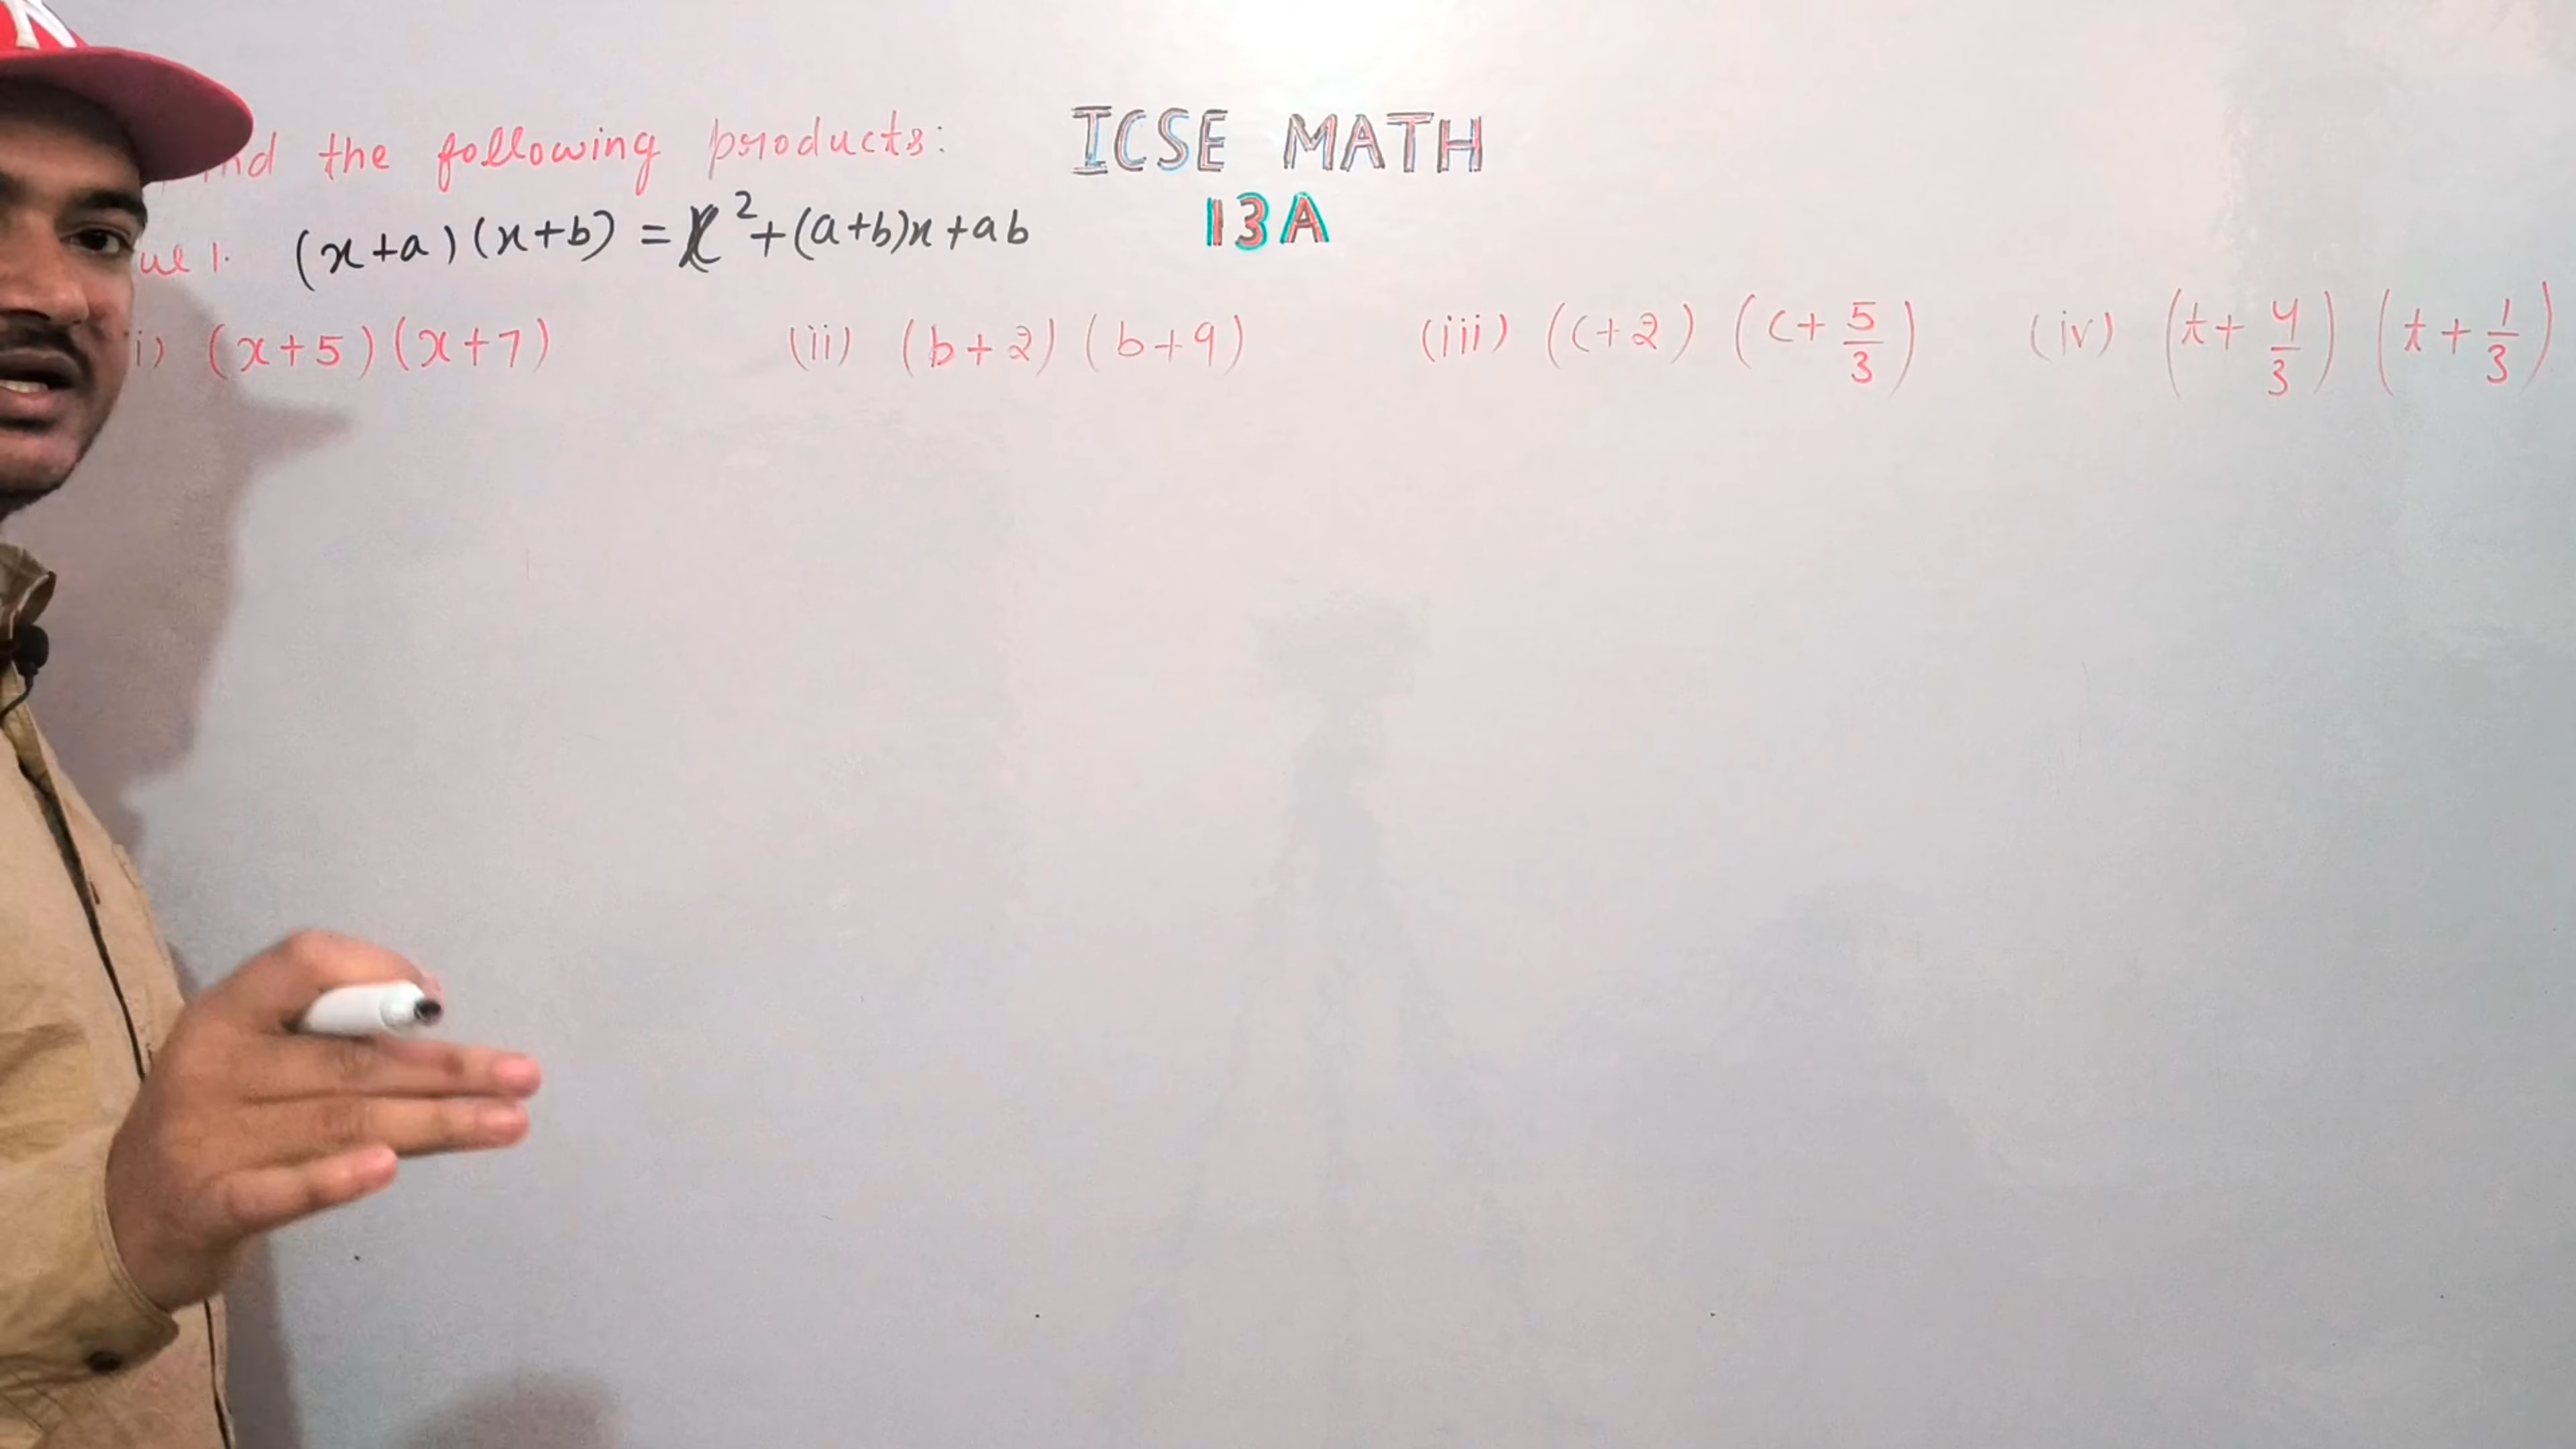 the following products:
ICSE MATH
13A
1. (x+a)(x+b) = x²+(a+b)x+ab
i) (x+5)(x+7) (ii) (b+2)(b+9) (iii) (c+2)(c+5/3) (iv) (t+4/3)(t+1/3)